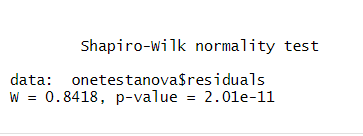 Shapiro-Wilk normality test
data:  onetestanova$residuals
W = 0.8418, p-value = 2.01e-11